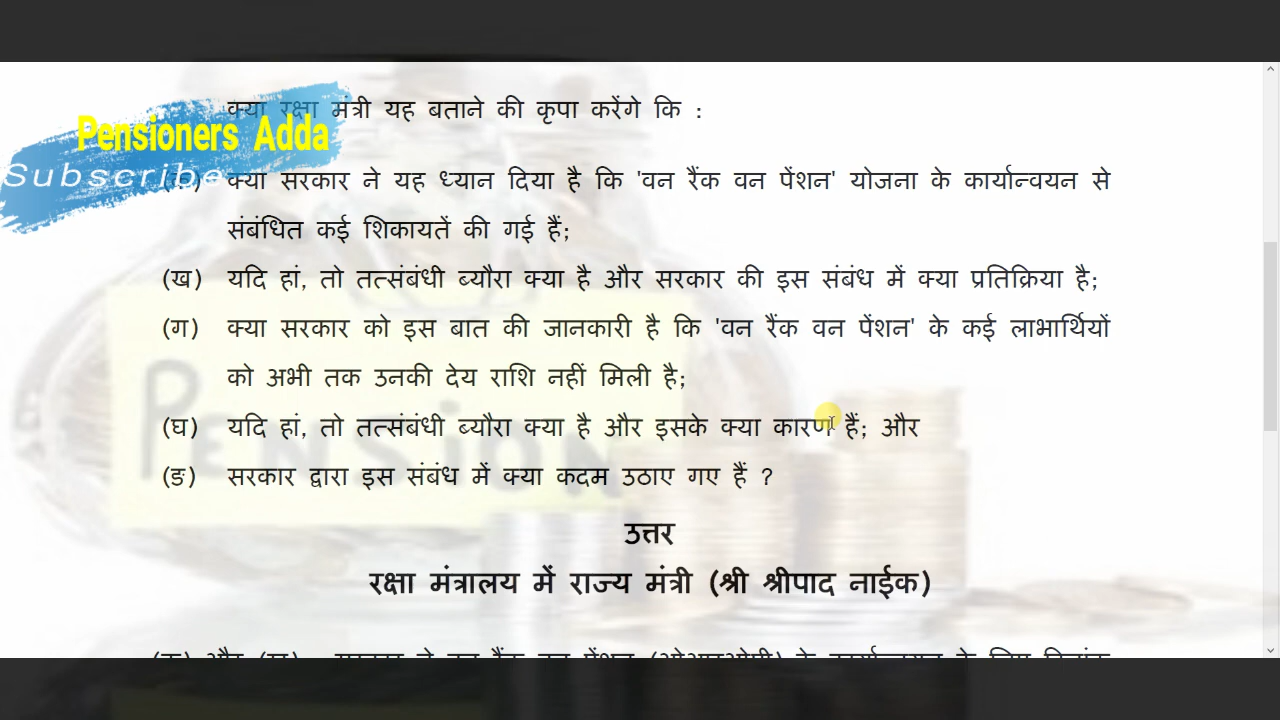 क्या रक्षा मंत्री यह बताने की कृपा करेंगे कि :
Pensioners Adda
Subscribe
क्या सरकार ने यह ध्यान दिया है कि 'वन रैंक वन पेंशन' योजना के कार्यान्वयन से
संबंधित कई शिकायतें की गई हैं;
(ख) यदि हां, तो तत्संबंधी ब्यौरा क्या है और सरकार की इस संबंध में क्या प्रतिक्रिया है;
(ग) क्या सरकार को इस बात की जानकारी है कि 'वन रैंक वन पेंशन' के कई लाभार्थियों
को अभी तक उनकी देय राशि नहीं मिली है;
(घ) यदि हां, तो तत्संबंधी ब्यौरा क्या है और इसके क्या कारण हैं; और
(ङ) सरकार द्वारा इस संबंध में क्या कदम उठाए गए हैं ?
PENSION
उत्तर
रक्षा मंत्रालय में राज्य मंत्री (श्री श्रीपाद नाईक)